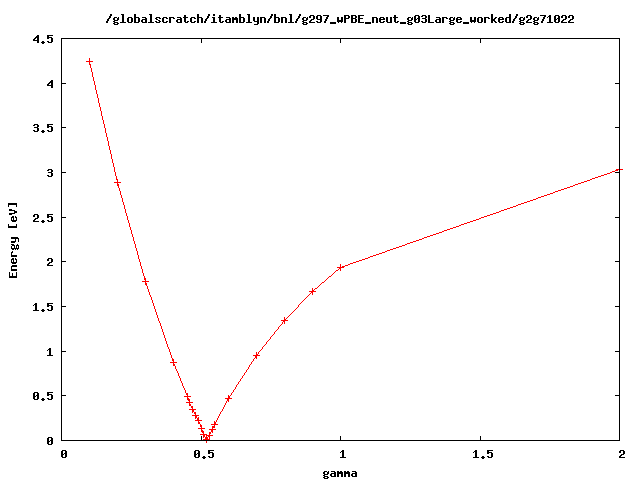 /globalscratch/itamblyn/bnl/g297_wPBE_neut_g03Large_worked/g2g71022
4.5
4
3.5
3
2.5
2
1.5
1
0.5
0
Energy [eV]
0 0.5 1 1.5 2
gamma